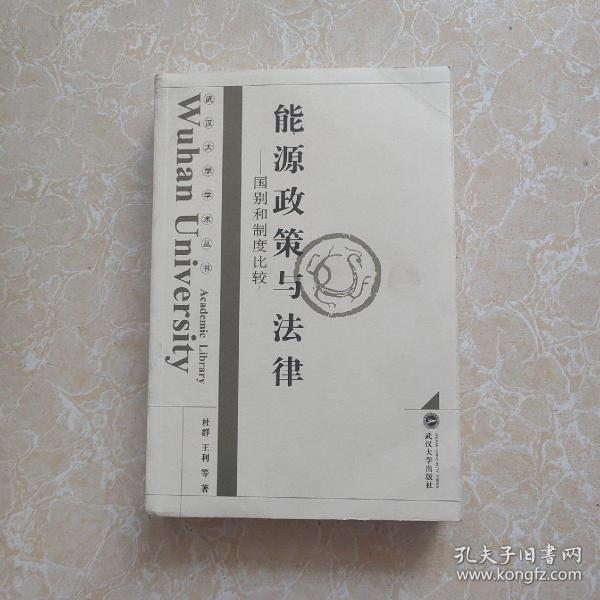 能源政策与法律
——国别和制度比较
武汉大学学术丛书
Academic Library
Wuhan University
杜群 王利 等 著
武汉大学出版社
孔夫子旧书网
www.kongfz.com